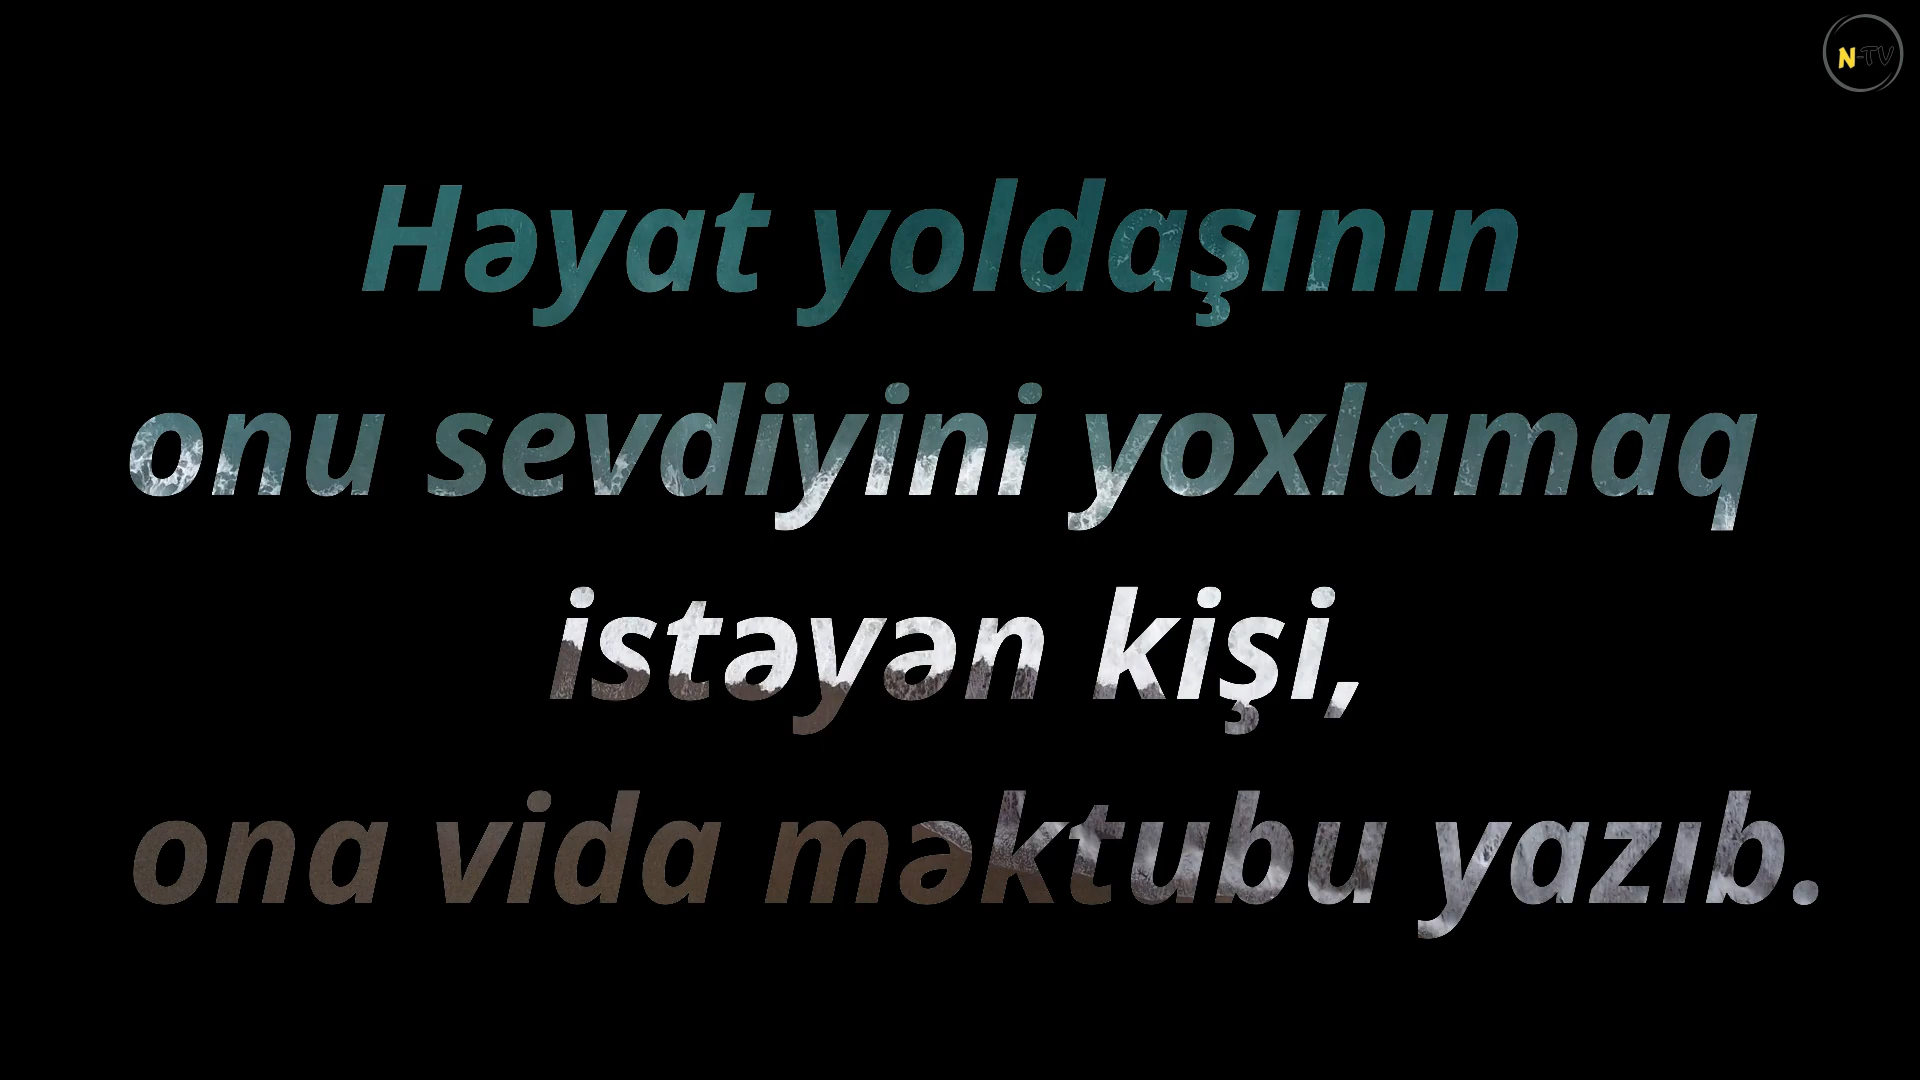 N-TV
Həyat yoldaşının
onu sevdiyini yoxlamaq
istəyən kişi,
ona vida məktubu yazıb.